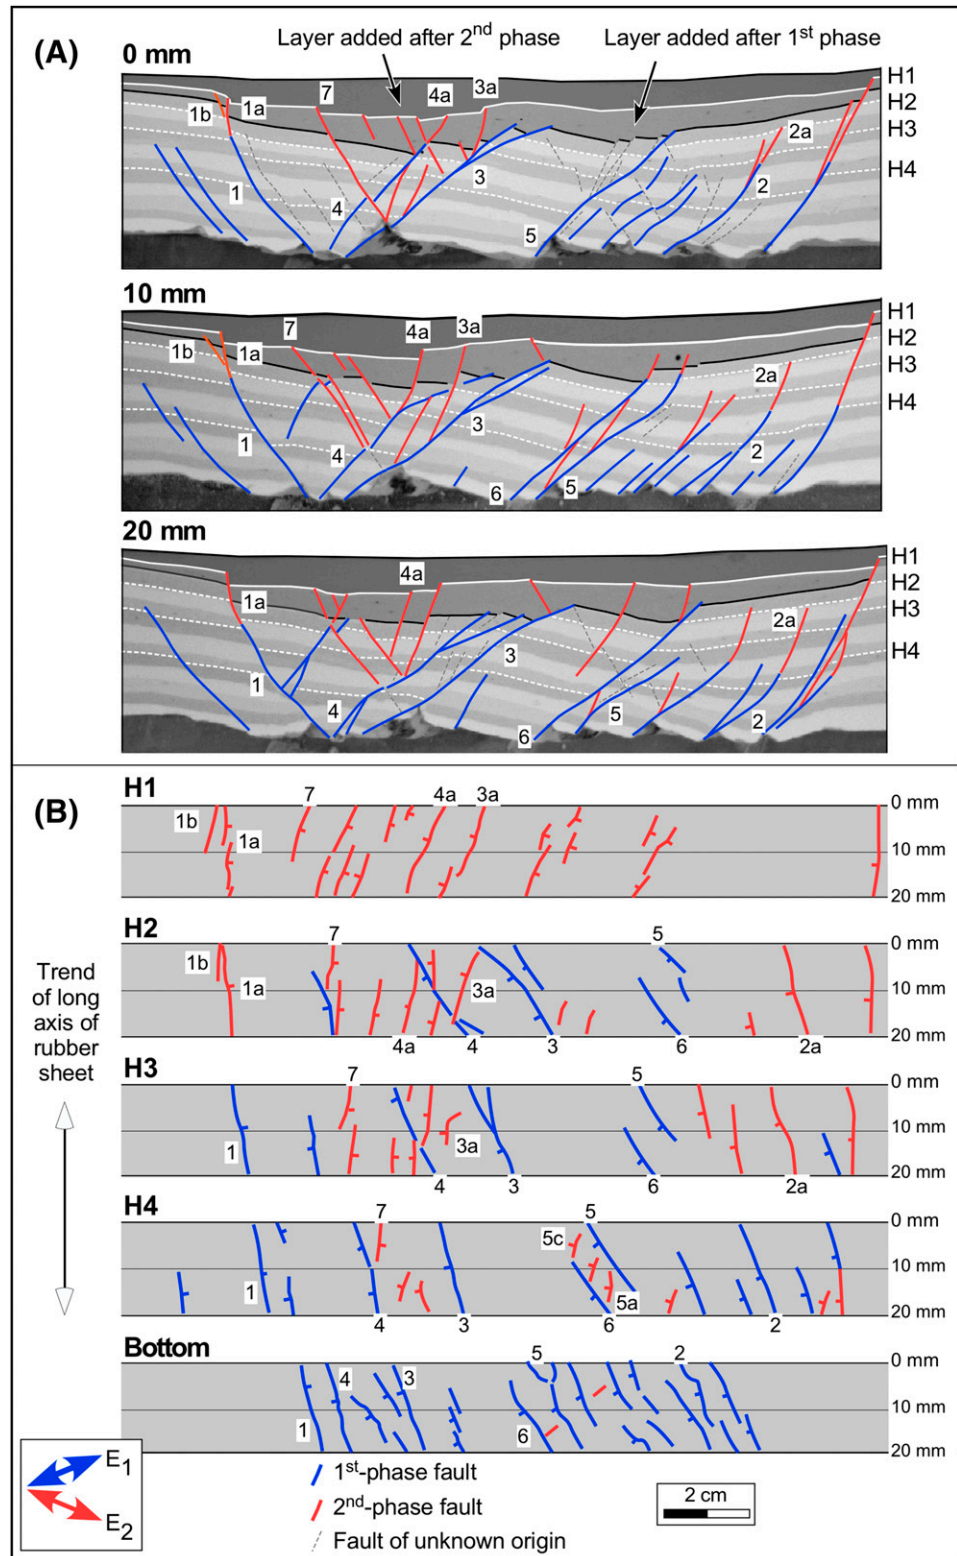 (A)
0 mm
Layer added after 2nd phase
Layer added after 1st phase
7
4a
3a
H1
1b
1a
H2
2a
H3
H4
1
4
3
5
2
10 mm
7
4a
3a
H1
1b
1a
H2
2a
H3
H4
1
4
3
2
6
5
20 mm
4a
H1
1a
H2
2a
H3
3
H4
1
4
5
2
6
(B)
H1
7
4a
3a
0 mm
1b
1a
10 mm
20 mm
H2
7
5
0 mm
1b
1a
3a
10 mm
4a
4
3
6
2a
20 mm
Trend
of long
axis of
rubber
sheet
H3
7
5
0 mm
10 mm
1
3a
4
3
6
2a
20 mm
H4
7
5
0 mm
5c
10 mm
1
5a
4
3
6
2
20 mm
Bottom
5
2
0 mm
4
3
10 mm
1
6
20 mm
E1
E2
1st-phase fault
2nd-phase fault
Fault of unknown origin
2 cm